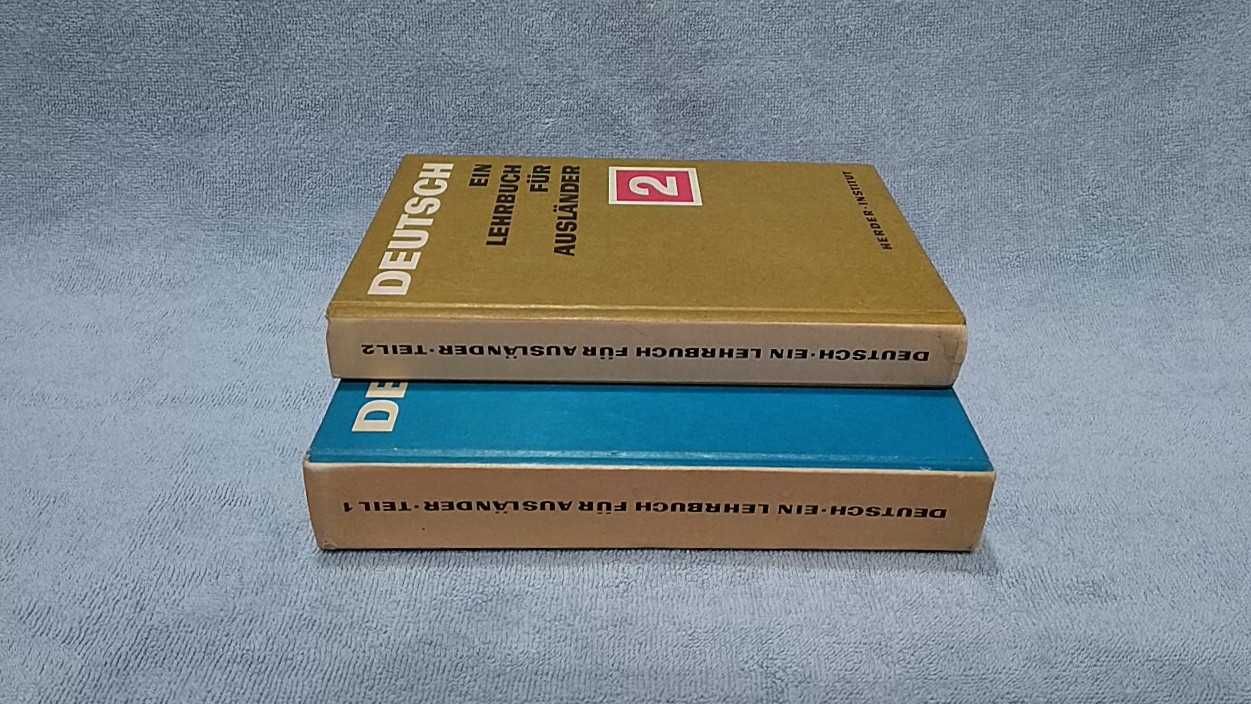 DEUTSCH
EIN
LEHRBUCH
FÜR
AUSLÄNDER
2
HERDER-INSTITUT
DEUTSCH·EIN LEHRBUCH FÜR AUSLÄNDER·TEIL 2
DE
DEUTSCH·EIN LEHRBUCH FÜR AUSLÄNDER·TEIL 1